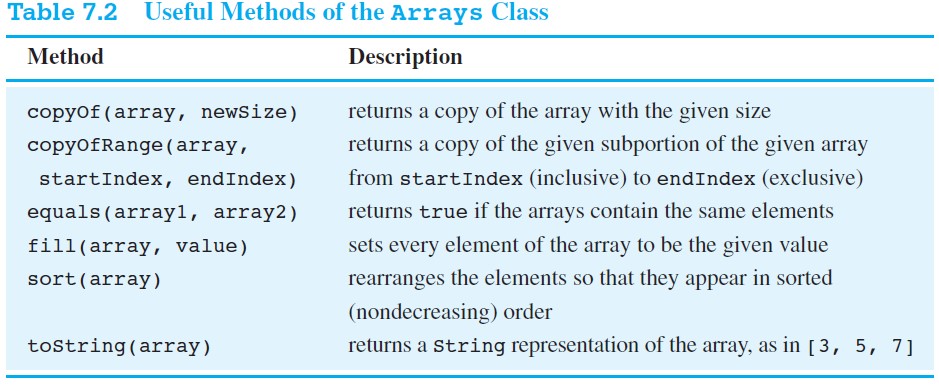 Table 7.2 Useful Methods of the Arrays Class
Method Description
copyOf(array, newSize) returns a copy of the array with the given size
copyOfRange(array, returns a copy of the given subportion of the given array
startIndex, endIndex) from startIndex (inclusive) to endIndex (exclusive)
equals(array1, array2) returns true if the arrays contain the same elements
fill(array, value) sets every element of the array to be the given value
sort(array) rearranges the elements so that they appear in sorted
(nondecreasing) order
toString(array) returns a String representation of the array, as in [3, 5, 7]